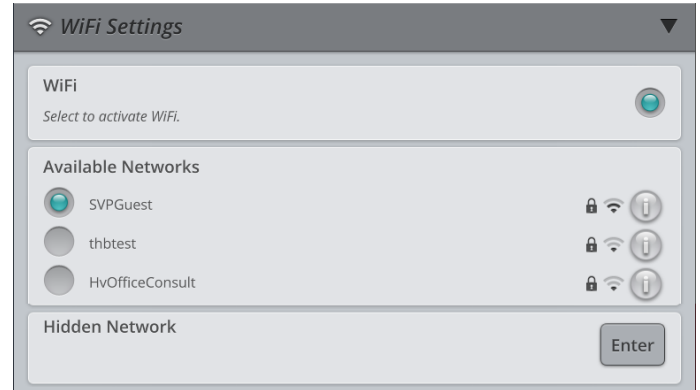 WiFi Settings
WiFi
Select to activate WiFi.
Available Networks
SVPGuest
thbtest
HvOfficeConsult
Hidden Network
Enter